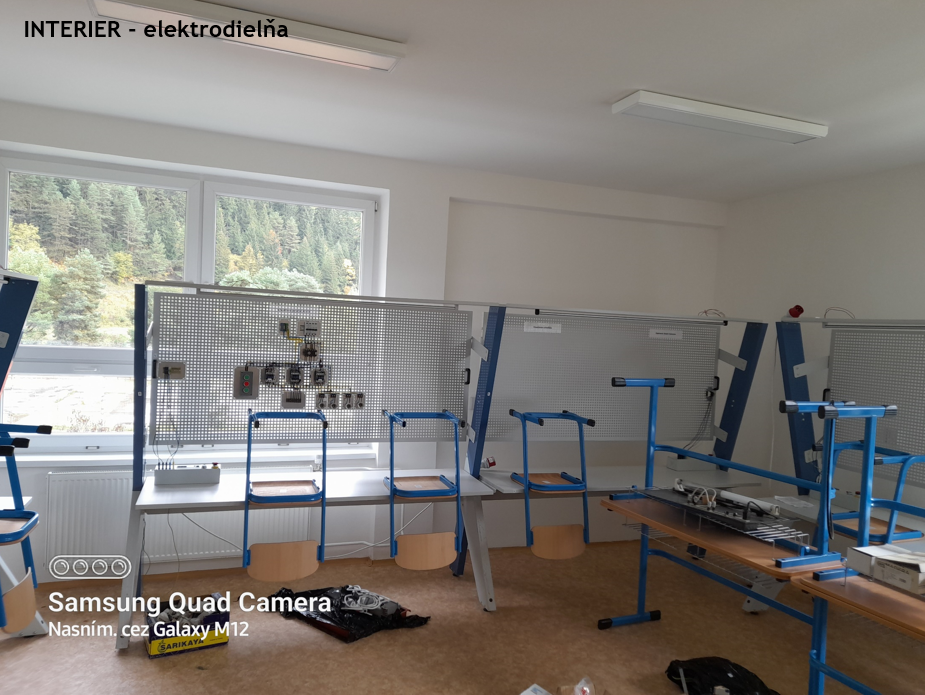 INTERIER - elektrodielňa
Samsung Quad Camera
Nasním. cez Galaxy M12
SARIKAYA